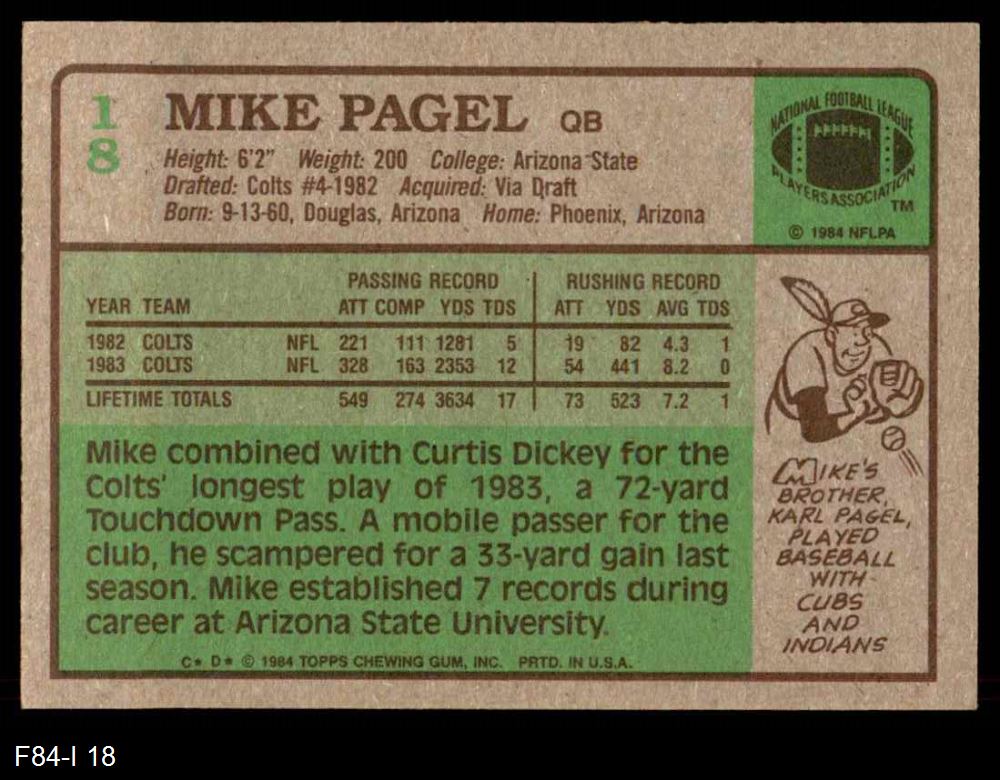 1
8
MIKE PAGEL QB
Height: 6'2" Weight: 200 College: Arizona State
Drafted: Colts #4-1982 Acquired: Via Draft
Born: 9-13-60, Douglas, Arizona Home: Phoenix, Arizona
NATIONAL FOOTBALL LEAGUE
PLAYERS ASSOCIATION
TM
© 1984 NFLPA
PASSING RECORD RUSHING RECORD
YEAR TEAM ATT COMP YDS TDS ATT YDS AVG TDS
1982 COLTS NFL 221 111 1281 5 19 82 4.3 1
1983 COLTS NFL 328 163 2353 12 54 441 8.2 0
LIFETIME TOTALS 549 274 3634 17 73 523 7.2 1
Mike combined with Curtis Dickey for the
Colts' longest play of 1983, a 72-yard
Touchdown Pass. A mobile passer for the
club, he scampered for a 33-yard gain last
season. Mike established 7 records during
career at Arizona State University.
C* D* © 1984 TOPPS CHEWING GUM, INC. PRTD. IN U.S.A.
MIKE'S
BROTHER,
KARL PAGEL,
PLAYED
BASEBALL
WITH
CUBS
AND
INDIANS
F84-I 18